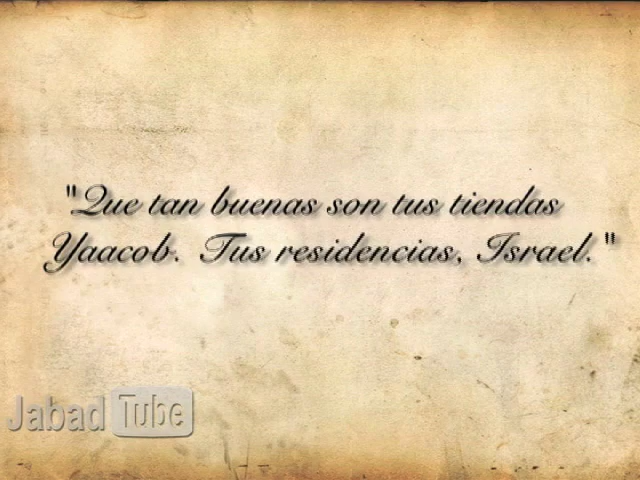 "Que tan buenas son tus tiendas
Yaacob. Tus residencias, Israel."
Jabad Tube